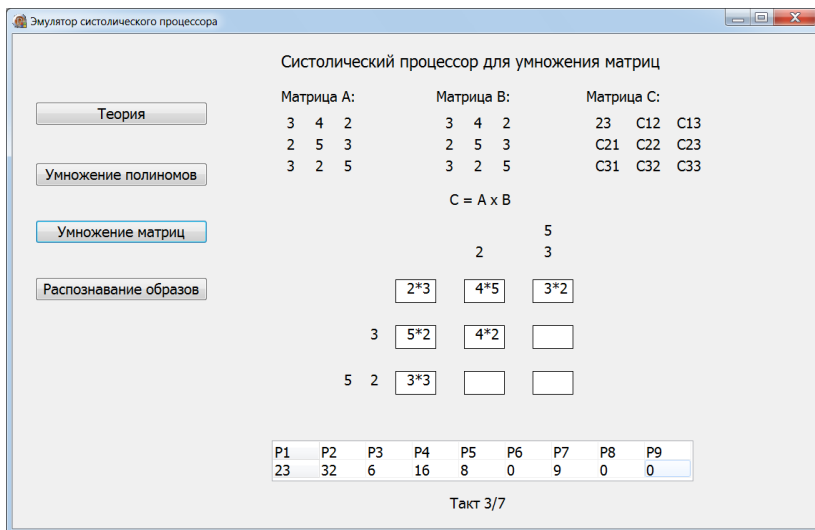 Эмулятор систолического процессора
Систолический процессор для умножения матриц
Теория
Умножение полиномов
Умножение матриц
Распознавание образов
Матрица A: Матрица B: Матрица C:
3 4 2 3 4 2 23 C12 C13
2 5 3 2 5 3 C21 C22 C23
3 2 5 3 2 5 C31 C32 C33
C = A x B
5
2 3
2*3 4*5 3*2
3 5*2 4*2
5 2 3*3
P1 P2 P3 P4 P5 P6 P7 P8 P9
23 32 6 16 8 0 9 0 0
Такт 3/7